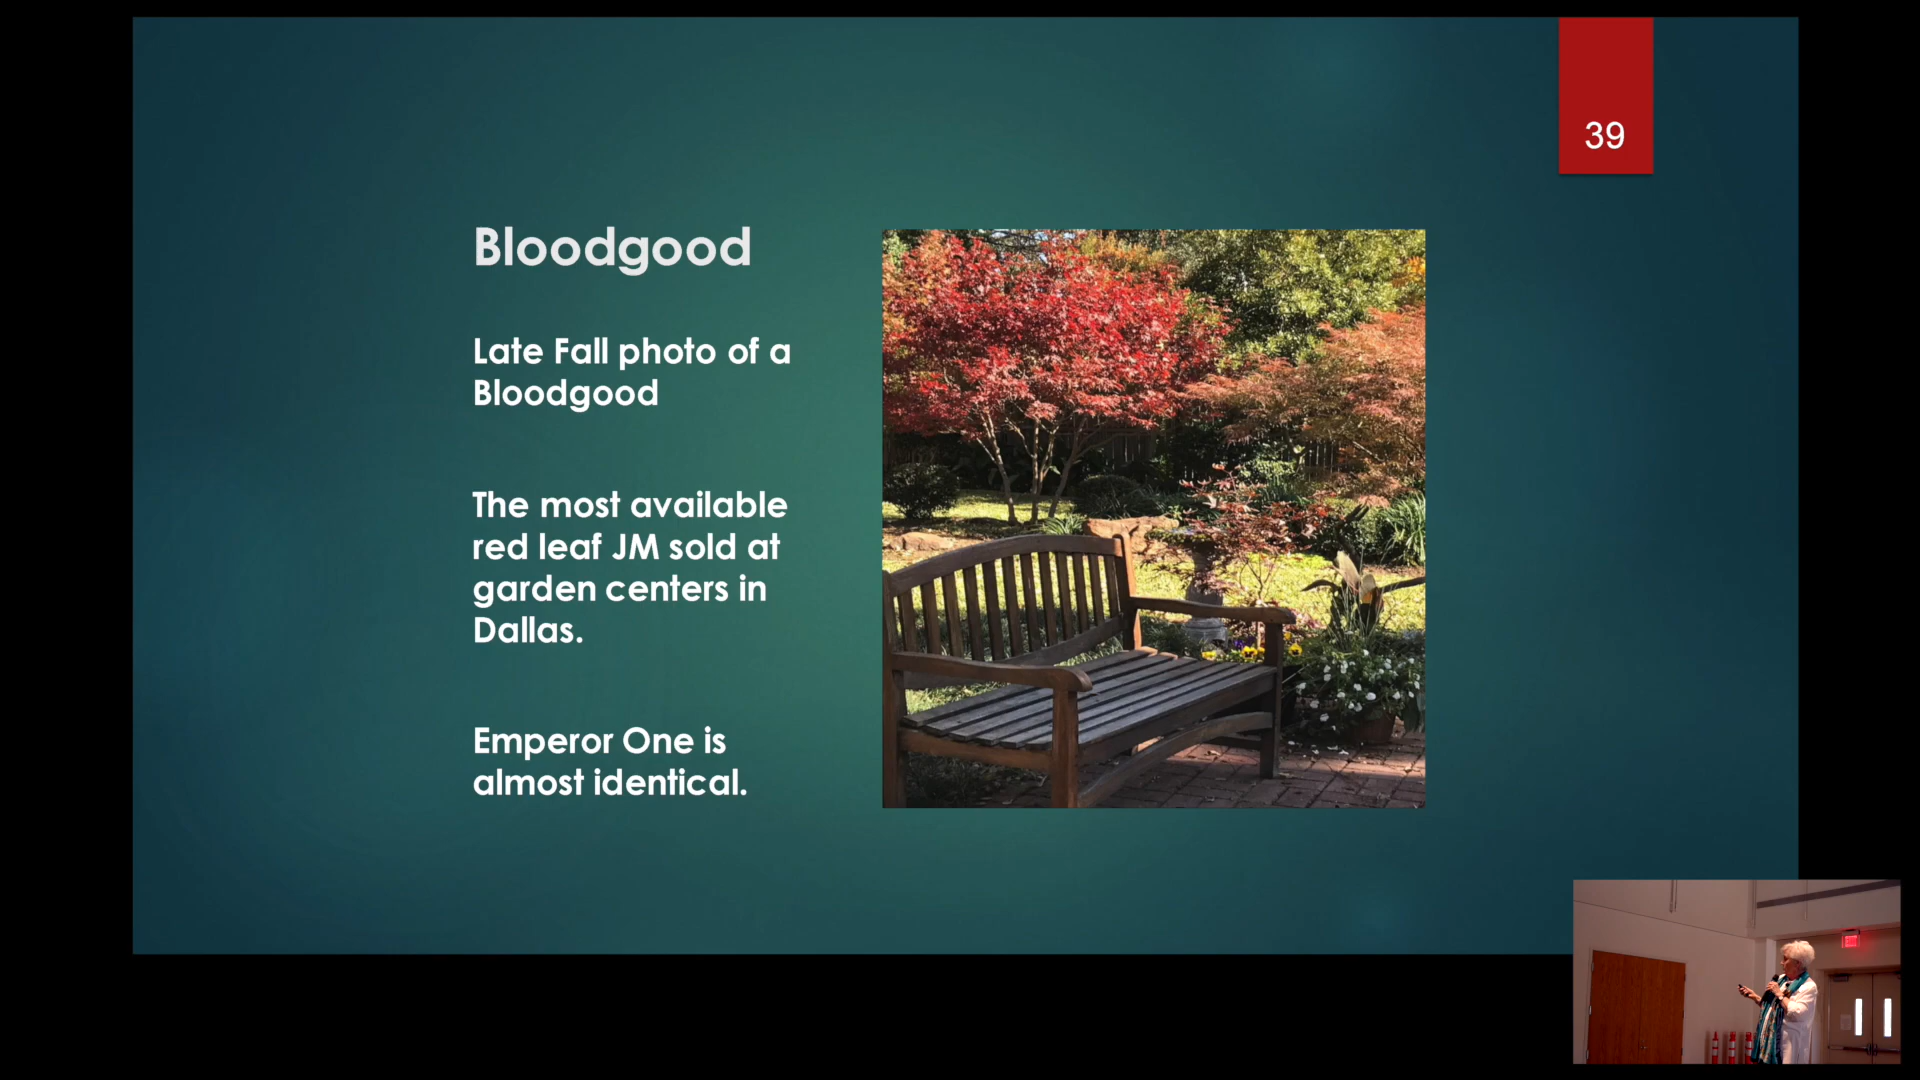 39
Bloodgood
Late Fall photo of a
Bloodgood
The most available
red leaf JM sold at
garden centers in
Dallas.
Emperor One is
almost identical.